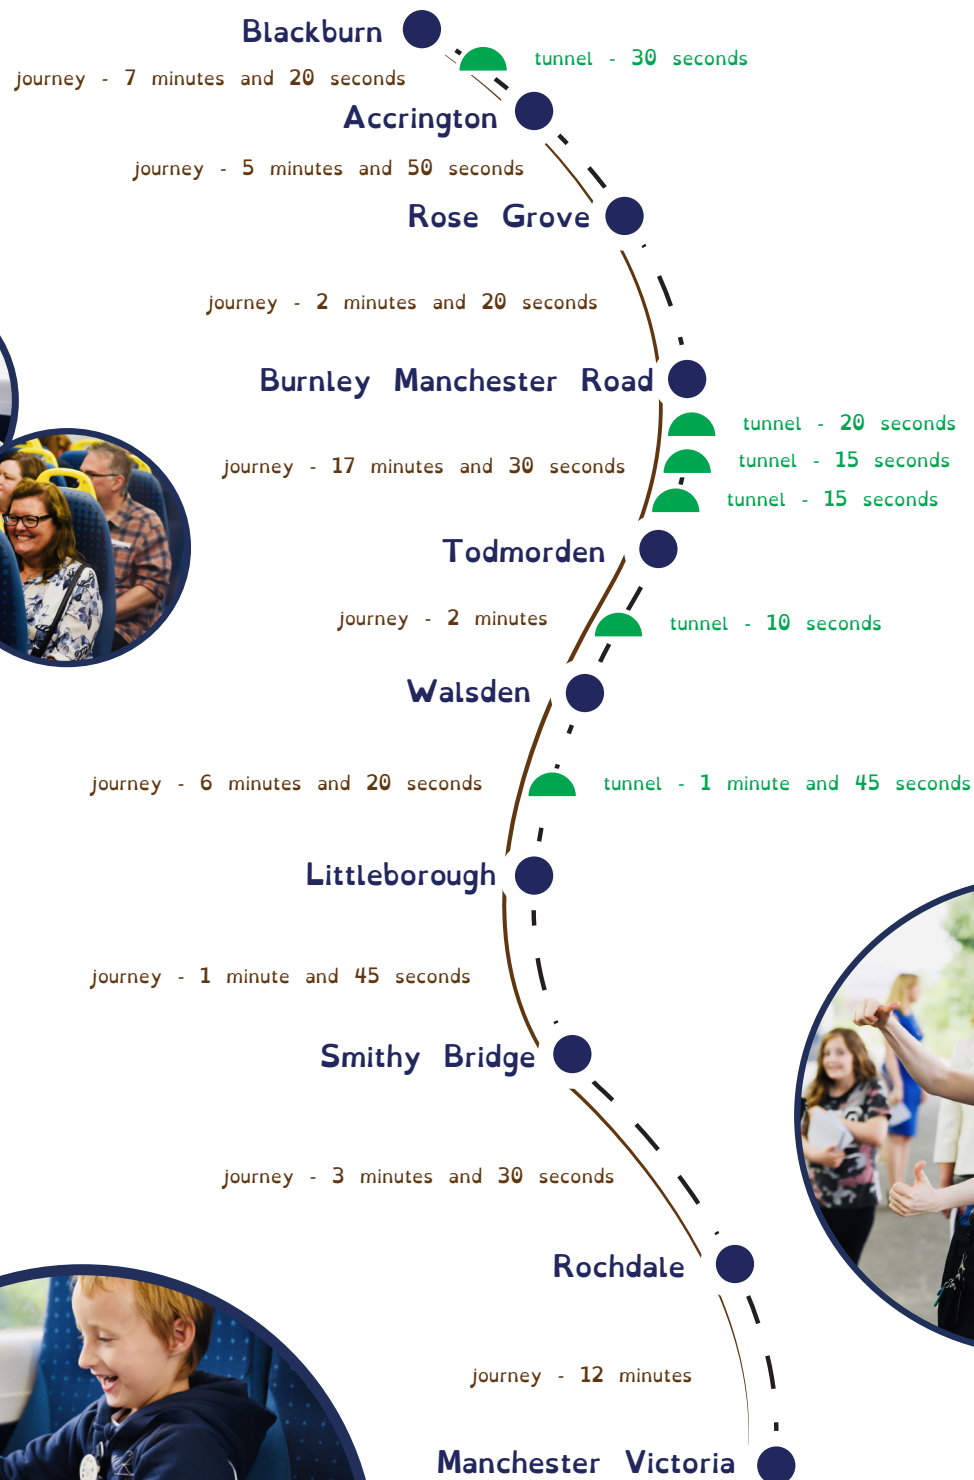 Blackburn
tunnel - 30 seconds
journey - 7 minutes and 20 seconds
Accrington
journey - 5 minutes and 50 seconds
Rose Grove
journey - 2 minutes and 20 seconds
Burnley Manchester Road
tunnel - 20 seconds
journey - 17 minutes and 30 seconds
tunnel - 15 seconds
tunnel - 15 seconds
Todmorden
journey - 2 minutes
tunnel - 10 seconds
Walsden
journey - 6 minutes and 20 seconds
tunnel - 1 minute and 45 seconds
Littleborough
journey - 1 minute and 45 seconds
Smithy Bridge
journey - 3 minutes and 30 seconds
Rochdale
journey - 12 minutes
Manchester Victoria